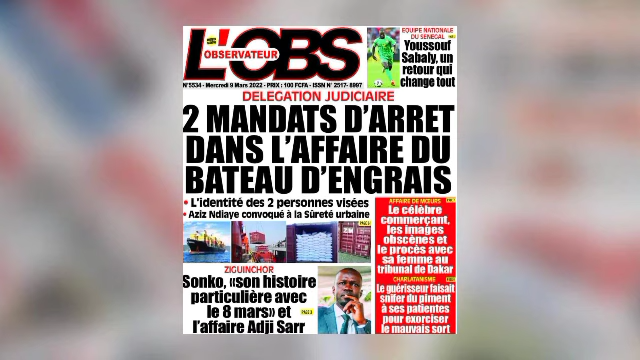 L'OBS
OBSERVATEUR
N°5534 - Mercredi 9 Mars 2022 - PRIX : 100 FCFA - ISSN N° 2517- 8997
EQUIPE NATIONALE
DU SENEGAL
Youssouf
Sabaly, un
retour qui
change tout
DELEGATION JUDICIAIRE
2 MANDATS D'ARRET
DANS L'AFFAIRE DU
BATEAU D'ENGRAIS
• L'identité des 2 personnes visées
• Aziz Ndiaye convoqué à la Sûreté urbaine
AFFAIRE DE MŒURS
Le célèbre
commerçant,
les images
obscènes et
le procès avec
sa femme au
tribunal de Dakar
ZIGUINCHOR
Sonko, «son histoire
particulière avec
le 8 mars» et
l'affaire Adji Sarr
CHARLATANISME
Le guérisseur faisait
snifer du piment
à ses patientes
pour exorciser
le mauvais sort